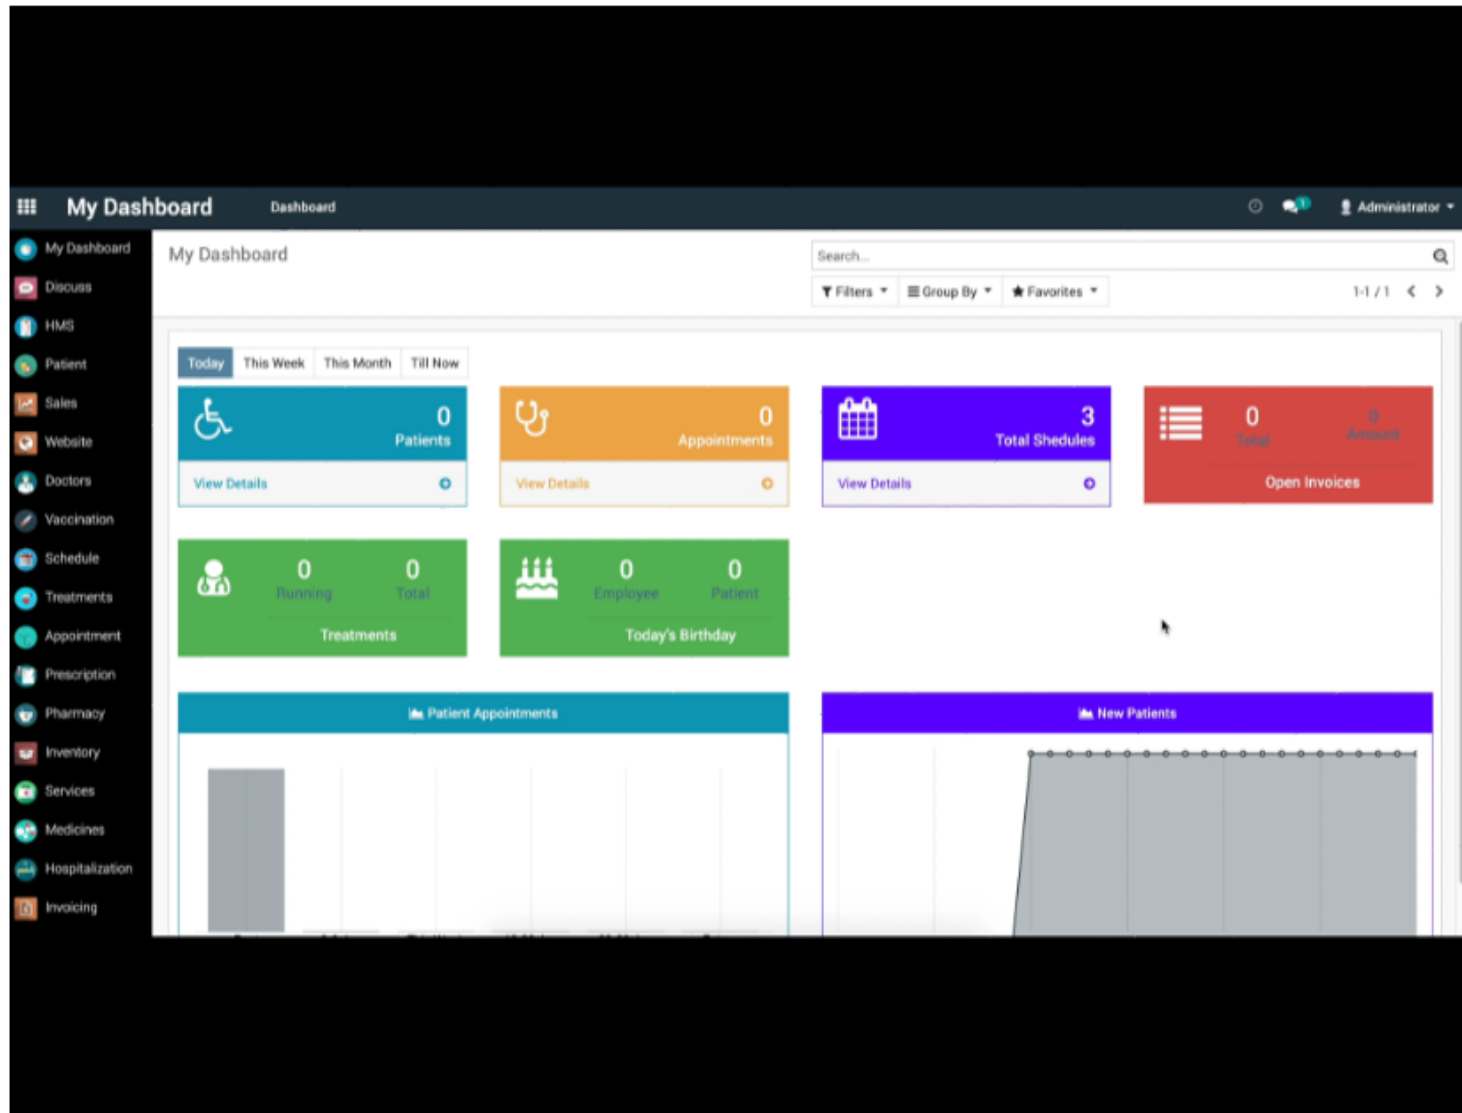 My Dashboard
Dashboard
1
Administrator
My Dashboard
Discuss
HMS
Patient
Sales
Website
Doctors
Vaccination
Schedule
Treatments
Appointment
Prescription
Pharmacy
Inventory
Services
Medicines
Hospitalization
Invoicing
My Dashboard
Search...
Filters Group By Favorites
1-1 / 1
Today This Week This Month Till Now
0
Patients
View Details
0
Appointments
View Details
3
Total Shedules
View Details
0 0
Total Amount
Open Invoices
0 0
Running Total
Treatments
0 0
Employee Patient
Today's Birthday
Patient Appointments
New Patients